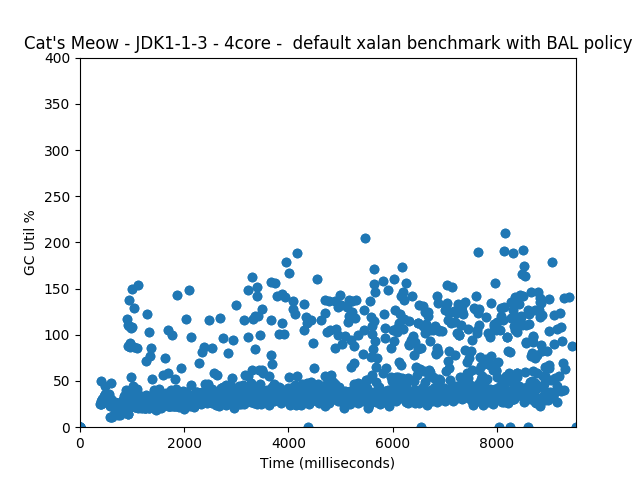 Cat's Meow - JDK1-1-3 - 4core -  default xalan benchmark with BAL policy
400
350
300
250
200
150
100
50
0
GC Util %
0 2000 4000 6000 8000
Time (milliseconds)